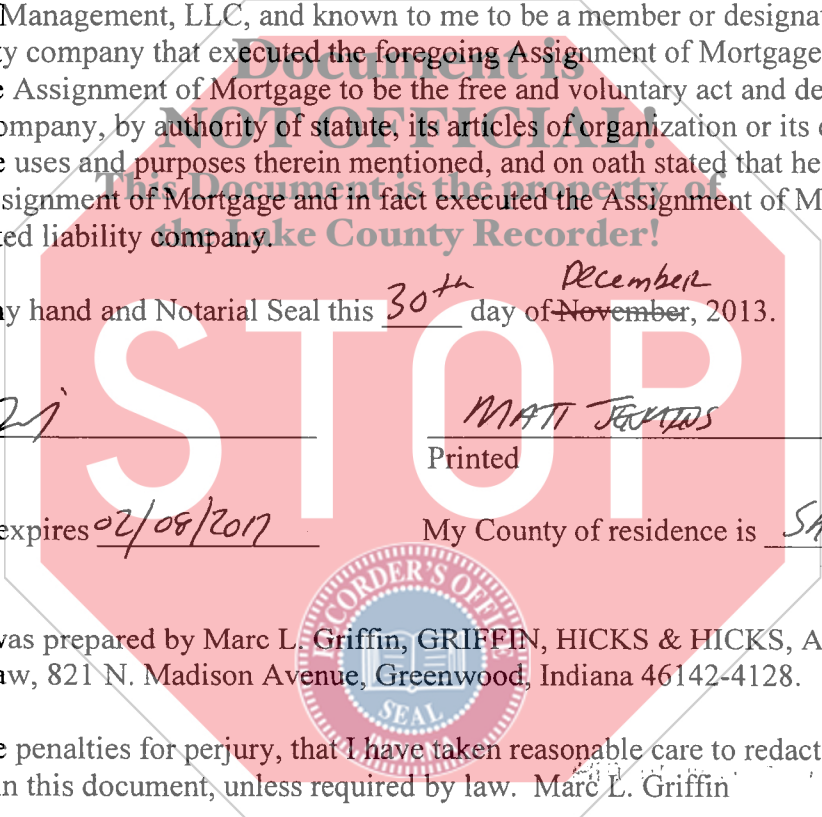 Management, LLC, and known to me to be a member or designa
ty company that executed the foregoing Assignment of Mortgage
Document is
e Assignment of Mortgage to be the free and voluntary act and de
NOT OFFICIAL!
ompany, by authority of statute, its articles of organization or its
e uses and purposes therein mentioned, and on oath stated that he
This Document is the property of
signment of Mortgage and in fact executed the Assignment of M
the Lake County Recorder!
ted liability company.
December
ny hand and Notarial Seal this 30th day of November, 2013.
STOP
MATT JENKINS
Printed
expires 02/08/2017 My County of residence is SH
RECORDER'S OFFICE
was prepared by Marc L. Griffin, GRIFFIN, HICKS & HICKS, A
aw, 821 N. Madison Avenue, Greenwood, Indiana 46142-4128.
SEAL
INDIANA
e penalties for perjury, that I have taken reasonable care to redact
in this document, unless required by law. Marc L. Griffin